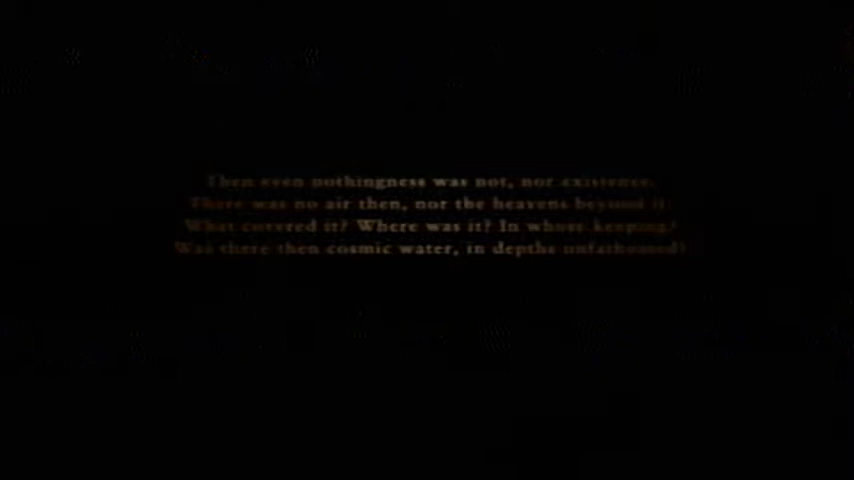 Then even nothingness was not, nor existence,
There was no air then, nor the heavens beyond it.
What covered it? Where was it? In whose keeping?
Was there then cosmic water, in depths unfathomed?